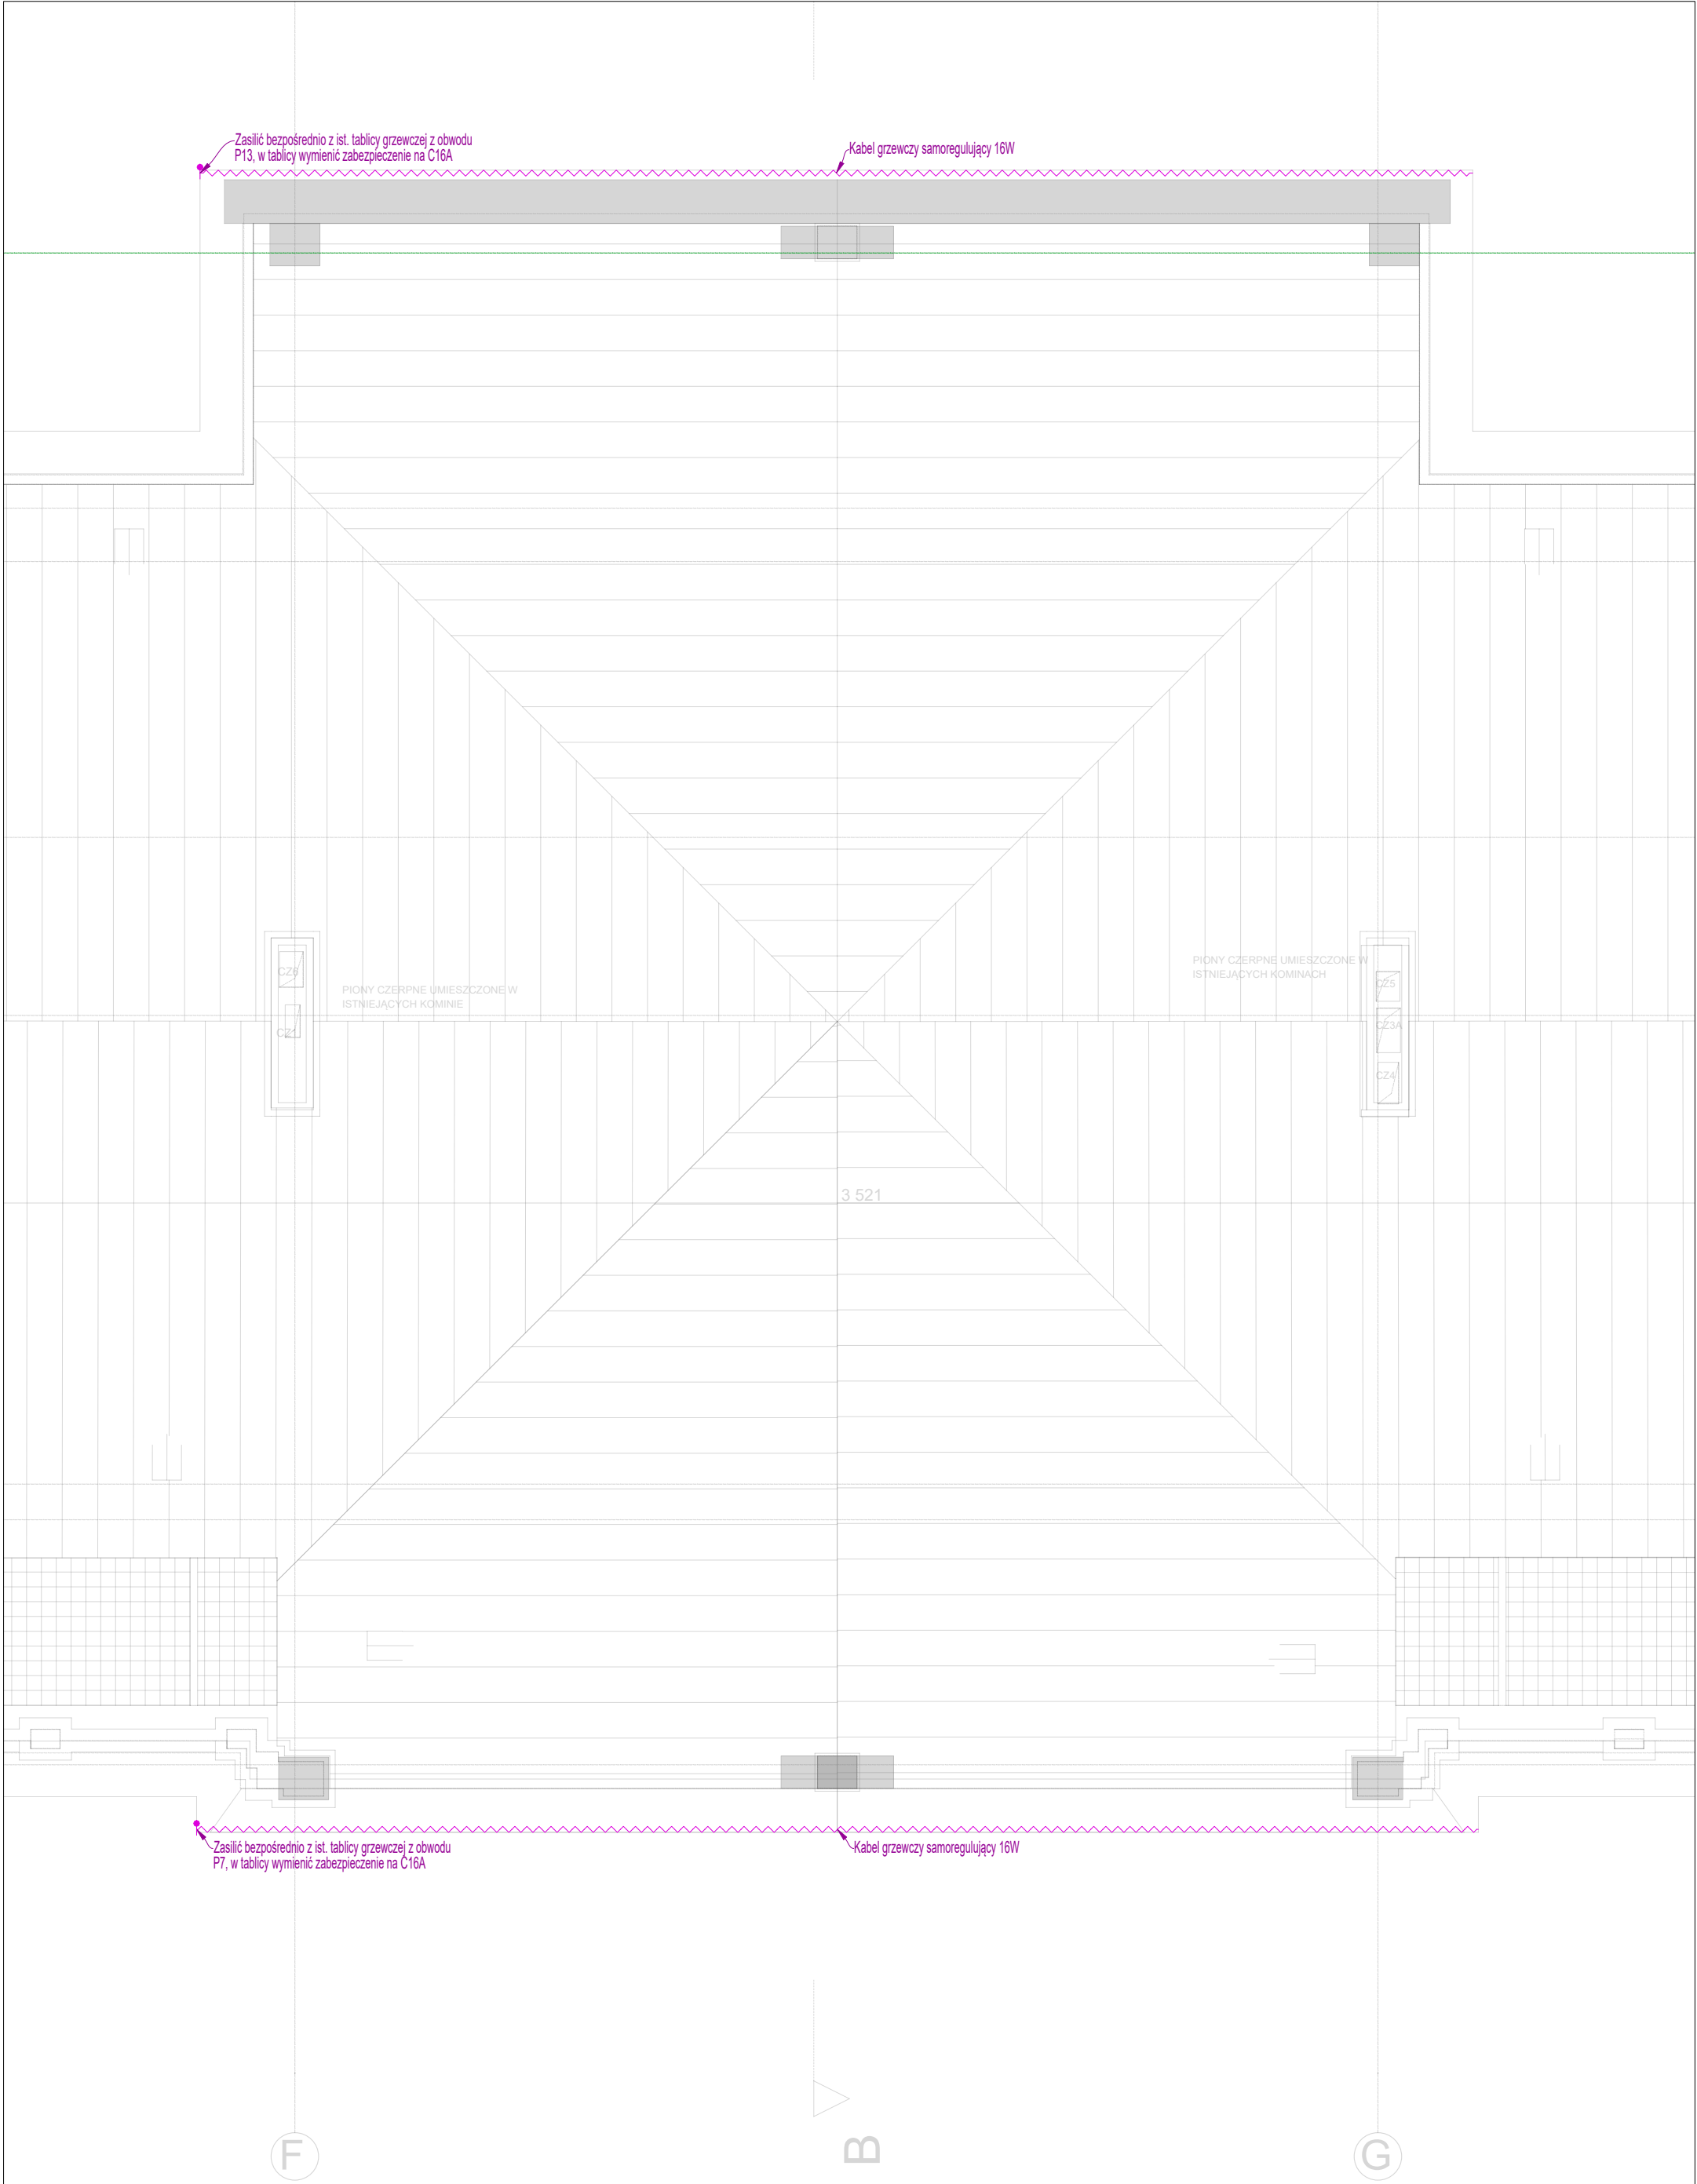 Zasilić bezpośrednio z ist. tablicy grzewczej z obwodu
P13, w tablicy wymienić zabezpieczenie na C16A
Kabel grzewczy samoregulujący 16W
CZ6
PIONY CZERPNE UMIESZCZONE W
ISTNIEJĄCYCH KOMINIE
PIONY CZERPNE UMIESZCZONE W
ISTNIEJĄCYCH KOMINACH
CZ5
CZ3A
CZ4
3 521
Zasilić bezpośrednio z ist. tablicy grzewczej z obwodu
P7, w tablicy wymienić zabezpieczenie na C16A
Kabel grzewczy samoregulujący 16W
F
B
G